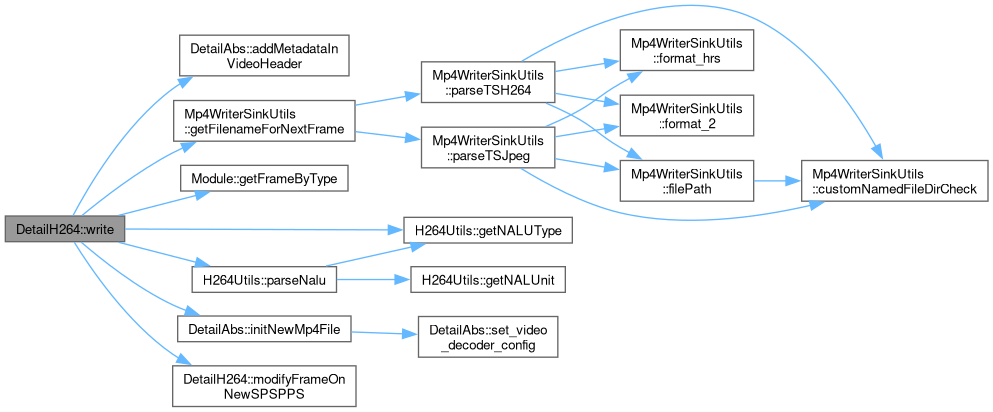 DetailH264::write
DetailAbs::addMetadataIn
VideoHeader
Mp4WriterSinkUtils
::getFilenameForNextFrame
Module::getFrameByType
H264Utils::parseNalu
DetailAbs::initNewMp4File
DetailH264::modifyFrameOn
NewSPSPPS
Mp4WriterSinkUtils
::parseTSH264
Mp4WriterSinkUtils
::parseTSJpeg
H264Utils::getNALUType
H264Utils::getNALUnit
DetailAbs::set_video
_decoder_config
Mp4WriterSinkUtils
::format_hrs
Mp4WriterSinkUtils
::format_2
Mp4WriterSinkUtils
::filePath
Mp4WriterSinkUtils
::customNamedFileDirCheck